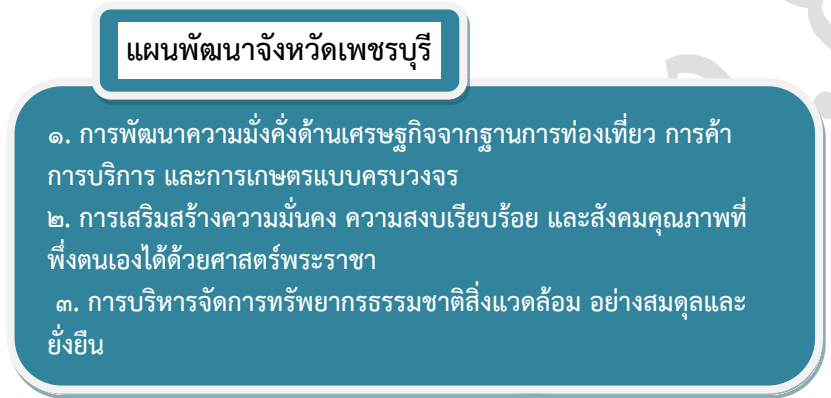 แผนพัฒนาจังหวัดเพชรบุรี
๑. การพัฒนาความมั่งคั่งด้านเศรษฐกิจจากฐานการท่องเที่ยว การค้า
การบริการ และการเกษตรแบบครบวงจร
๒. การเสริมสร้างความมั่นคง ความสงบเรียบร้อย และสังคมคุณภาพที่
พึ่งตนเองได้ด้วยศาสตร์พระราชา
๓. การบริหารจัดการทรัพยากรธรรมชาติสิ่งแวดล้อม อย่างสมดุลและ
ยั่งยืน